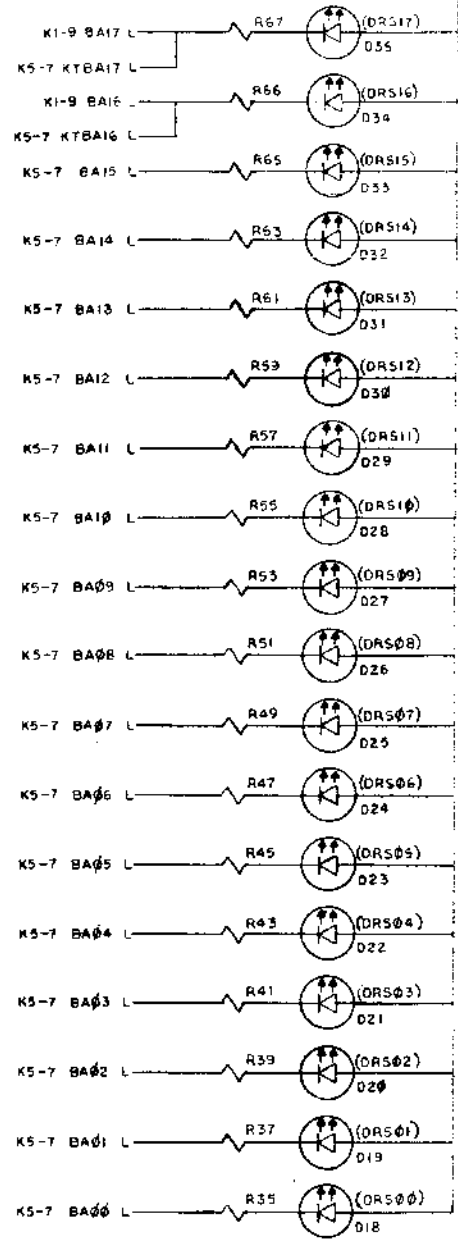 K1-9 BA17 L R67 (DRS17)
D35
K5-7 KTBA17 L
K1-9 BA16 L R66 (DRS16)
D34
K5-7 KTBA16 L
K5-7 BA15 L R65 (DRS15)
D33
K5-7 BA14 L R63 (DRS14)
D32
K5-7 BA13 L R61 (DRS13)
D31
K5-7 BA12 L R59 (DRS12)
D3Ø
K5-7 BA11 L R57 (DRS11)
D29
K5-7 BA1Ø L R55 (DRS1Ø)
D28
K5-7 BAØ9 L R53 (DRSØ9)
D27
K5-7 BAØ8 L R51 (DRSØ8)
D26
K5-7 BAØ7 L R49 (DRSØ7)
D25
K5-7 BAØ6 L R47 (DRSØ6)
D24
K5-7 BAØ5 L R45 (DRSØ5)
D23
K5-7 BAØ4 L R43 (DRSØ4)
D22
K5-7 BAØ3 L R41 (DRSØ3)
D21
K5-7 BAØ2 L R39 (DRSØ2)
D2Ø
K5-7 BAØ1 L R37 (DRSØ1)
D19
K5-7 BAØØ L R35 (DRSØØ)
D18